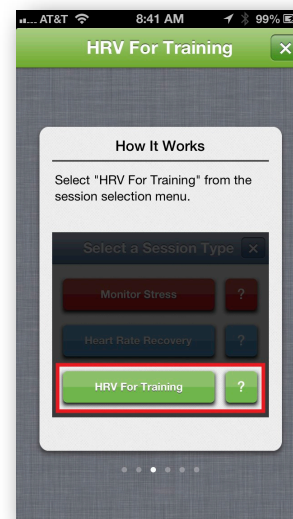 AT&T 8:41 AM 99%
HRV For Training
How It Works
Select "HRV For Training" from the
session selection menu.
Select a Session Type
Monitor Stress ?
Heart Rate Recovery ?
HRV For Training ?